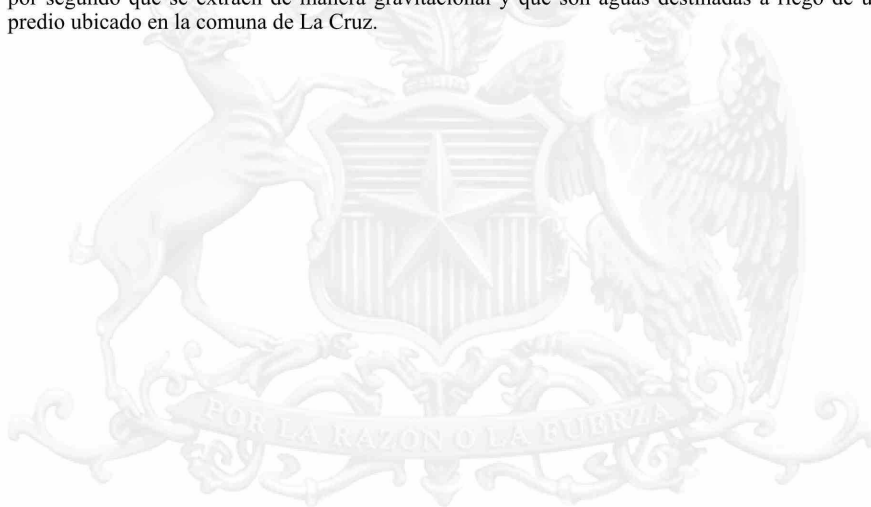 por segundo que se extraen de manera gravitacional y que son aguas destinadas a riego de
predio ubicado en la comuna de La Cruz.
POR LA RAZON O LA FUERZA